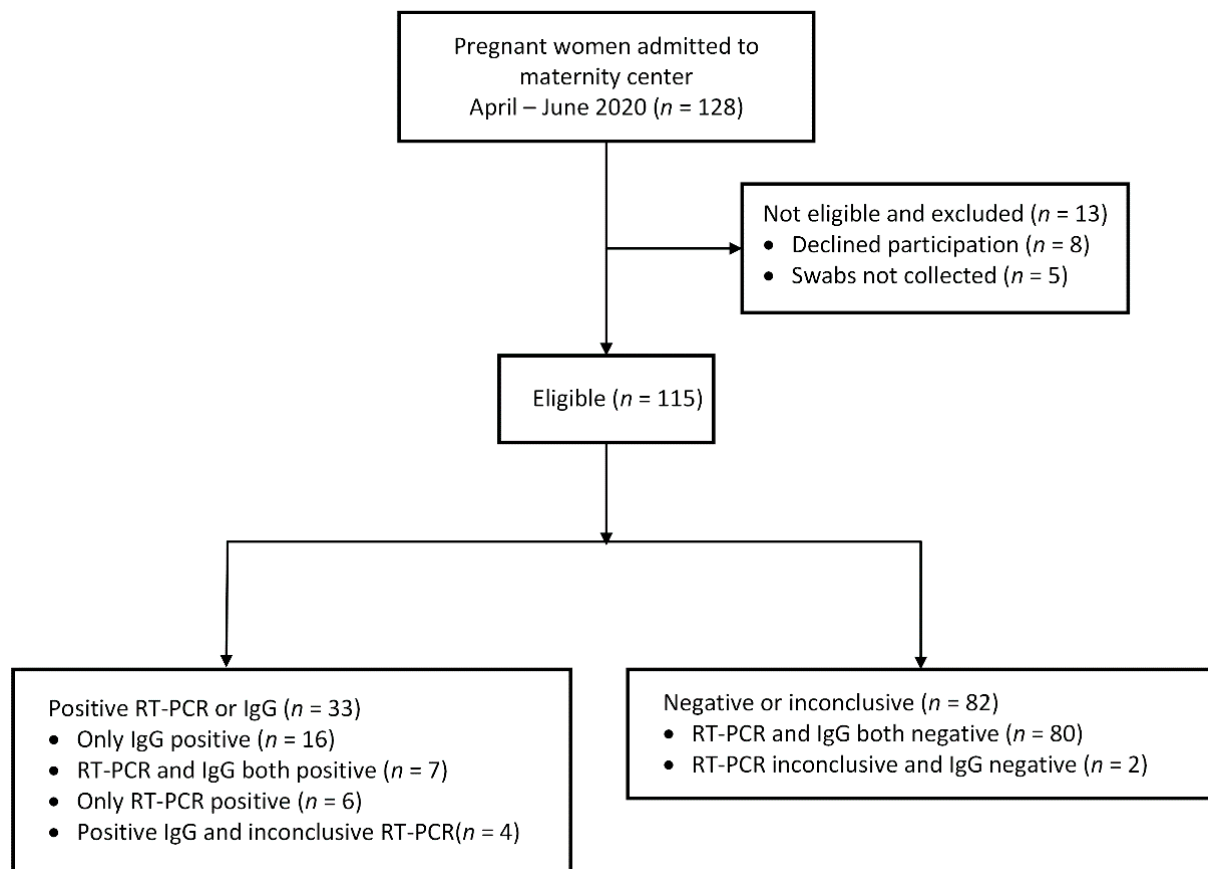 Pregnant women admitted to
maternity center
April – June 2020 (n = 128)
Not eligible and excluded (n = 13)
• Declined participation (n = 8)
• Swabs not collected (n = 5)
Eligible (n = 115)
Positive RT-PCR or IgG (n = 33)
• Only IgG positive (n = 16)
• RT-PCR and IgG both positive (n = 7)
• Only RT-PCR positive (n = 6)
• Positive IgG and inconclusive RT-PCR(n = 4)
Negative or inconclusive (n = 82)
• RT-PCR and IgG both negative (n = 80)
• RT-PCR inconclusive and IgG negative (n = 2)